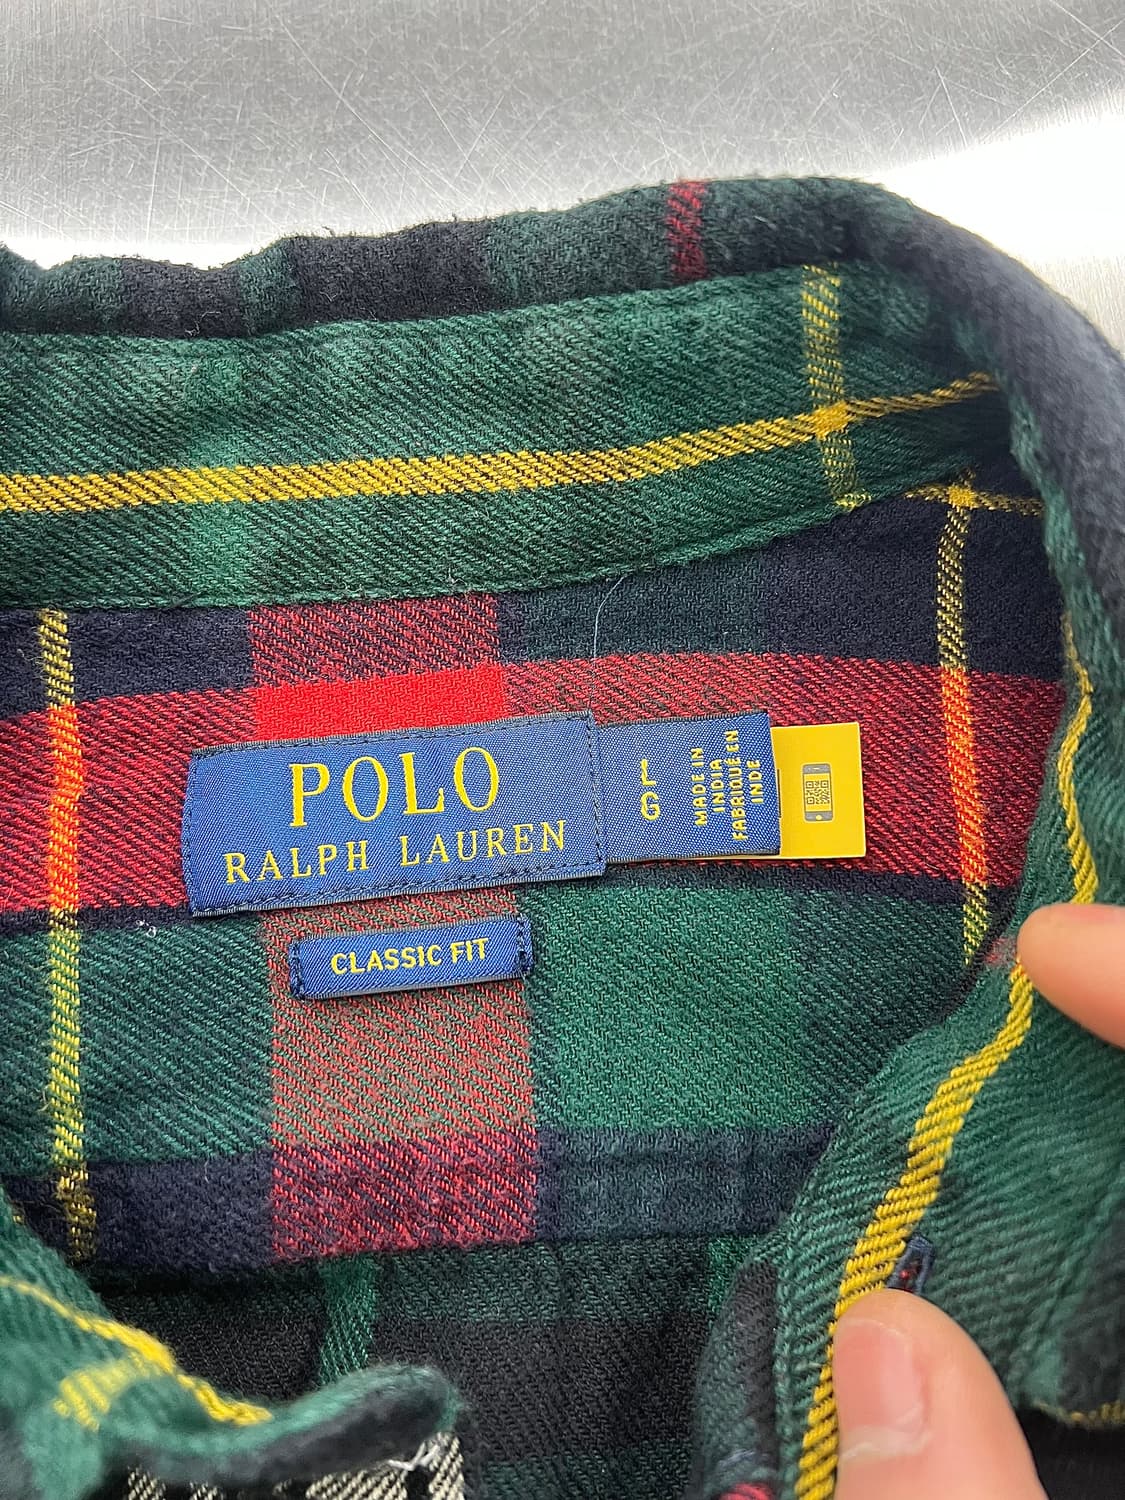 POLO
RALPH LAUREN
L
G
MADE IN
INDIA
FABRIQUÉ EN
INDE
CLASSIC FIT